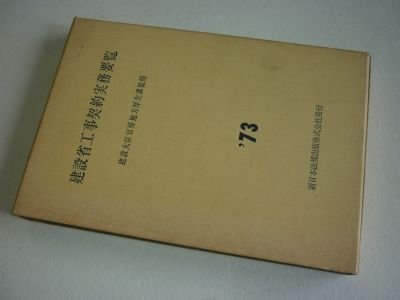 建設省工事契約実務要覧
建設大臣官房地方厚生課監修
'73
新日本法規出版株式会社発行